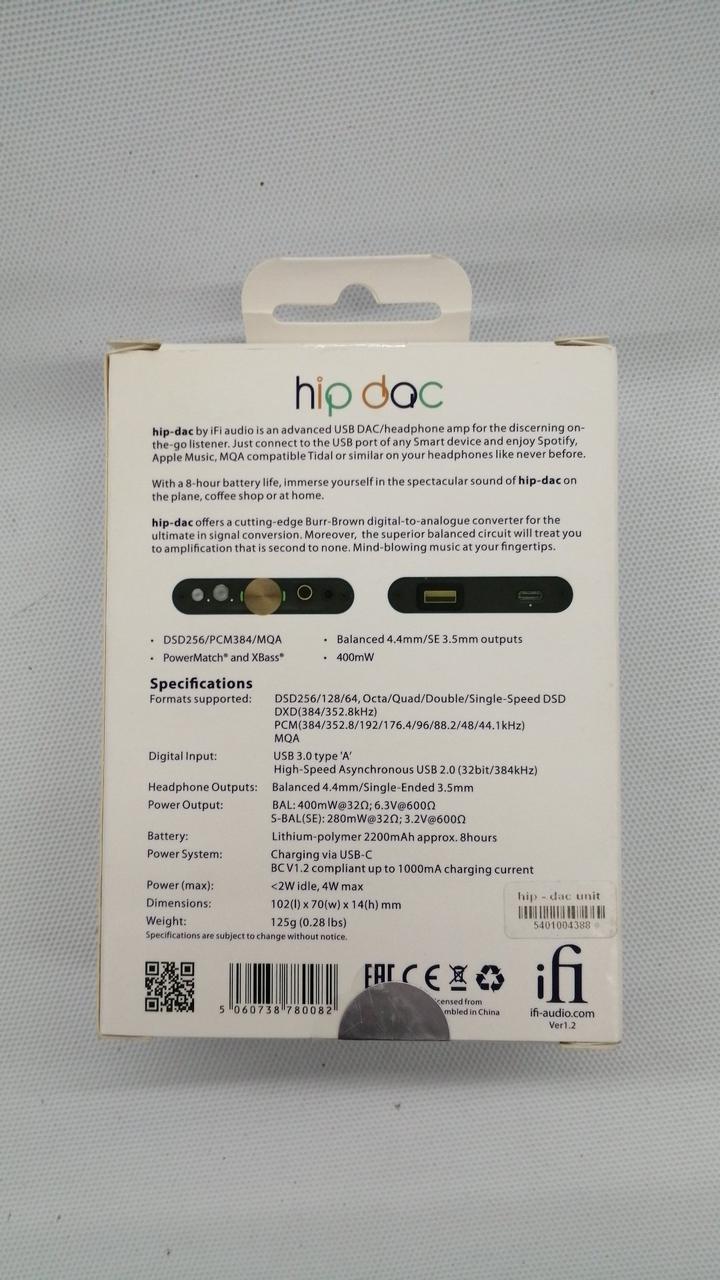 hip dac
hip-dac by iFi audio is an advanced USB DAC/headphone amp for the discerning on-
the-go listener. Just connect to the USB port of any Smart device and enjoy Spotify,
Apple Music, MQA compatible Tidal or similar on your headphones like never before.
With a 8-hour battery life, immerse yourself in the spectacular sound of hip-dac on
the plane, coffee shop or at home.
hip-dac offers a cutting-edge Burr-Brown digital-to-analogue converter for the
ultimate in signal conversion. Moreover, the superior balanced circuit will treat you
to amplification that is second to none. Mind-blowing music at your fingertips.
• DSD256/PCM384/MQA • Balanced 4.4mm/SE 3.5mm outputs
• PowerMatch® and XBass® • 400mW
Specifications
Formats supported: DSD256/128/64, Octa/Quad/Double/Single-Speed DSD
DXD(384/352.8kHz)
PCM(384/352.8/192/176.4/96/88.2/48/44.1kHz)
MQA
Digital Input: USB 3.0 type 'A'
High-Speed Asynchronous USB 2.0 (32bit/384kHz)
Headphone Outputs: Balanced 4.4mm/Single-Ended 3.5mm
Power Output: BAL: 400mW@32Ω; 6.3V@600Ω
S-BAL(SE): 280mW@32Ω; 3.2V@600Ω
Battery: Lithium-polymer 2200mAh approx. 8hours
Power System: Charging via USB-C
BC V1.2 compliant up to 1000mA charging current
Power (max): <2W idle, 4W max
Dimensions: 102(l) x 70(w) x 14(h) mm
Weight: 125g (0.28 lbs)
Specifications are subject to change without notice.
hip - dac unit
5401004388
5 060738 780082
EAC CE
ifi
ifi-audio.com
Ver1.2
from
in China